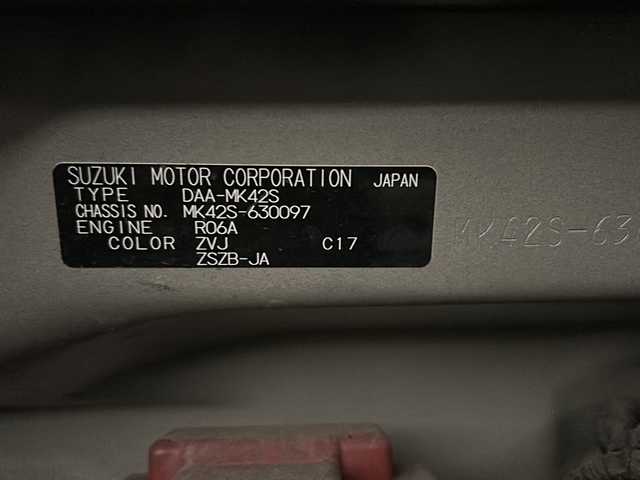 SUZUKI MOTOR CORPORATION JAPAN
TYPE DAA-MK42S
CHASSIS NO. MK42S-630097
ENGINE R06A
COLOR ZVJ C17
ZSZB-JA
MK42S-63